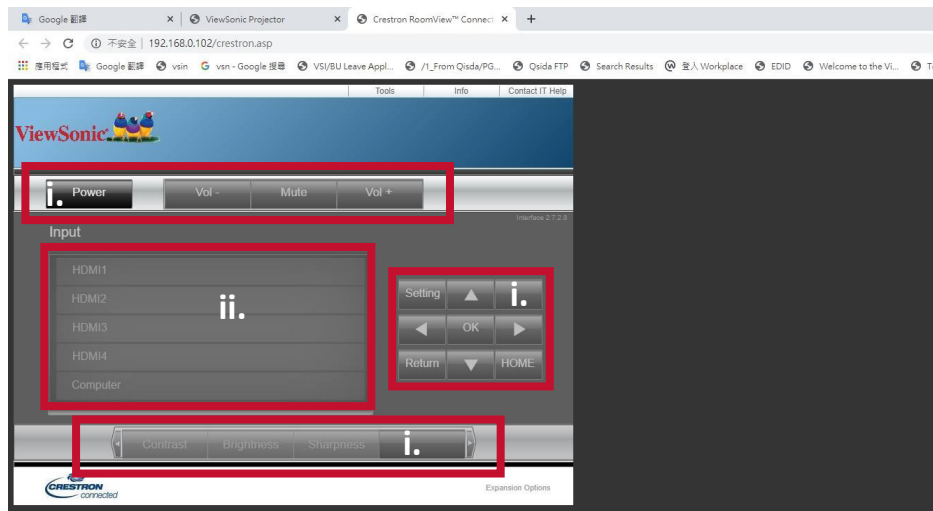 Google 翻譯 ViewSonic Projector Crestron RoomView™ Connect
不安全 192.168.0.102/crestron.asp
應用程式 Google 翻譯 vsin vsn - Google 搜尋 VSI/BU Leave Appl... /1_From Qisda/PG... Qsida FTP Search Results 登入 Workplace EDID Welcome to the Vi...
Tools Info Contact IT Help
ViewSonic
i. Power Vol - Mute Vol +
Interface 2.7.2.8
Input
HDMI1
HDMI2
HDMI3
HDMI4
Computer
ii.
Setting i.
OK
Return HOME
Contrast Brightness Sharpness i.
CRESTRON
connected
Expansion Options